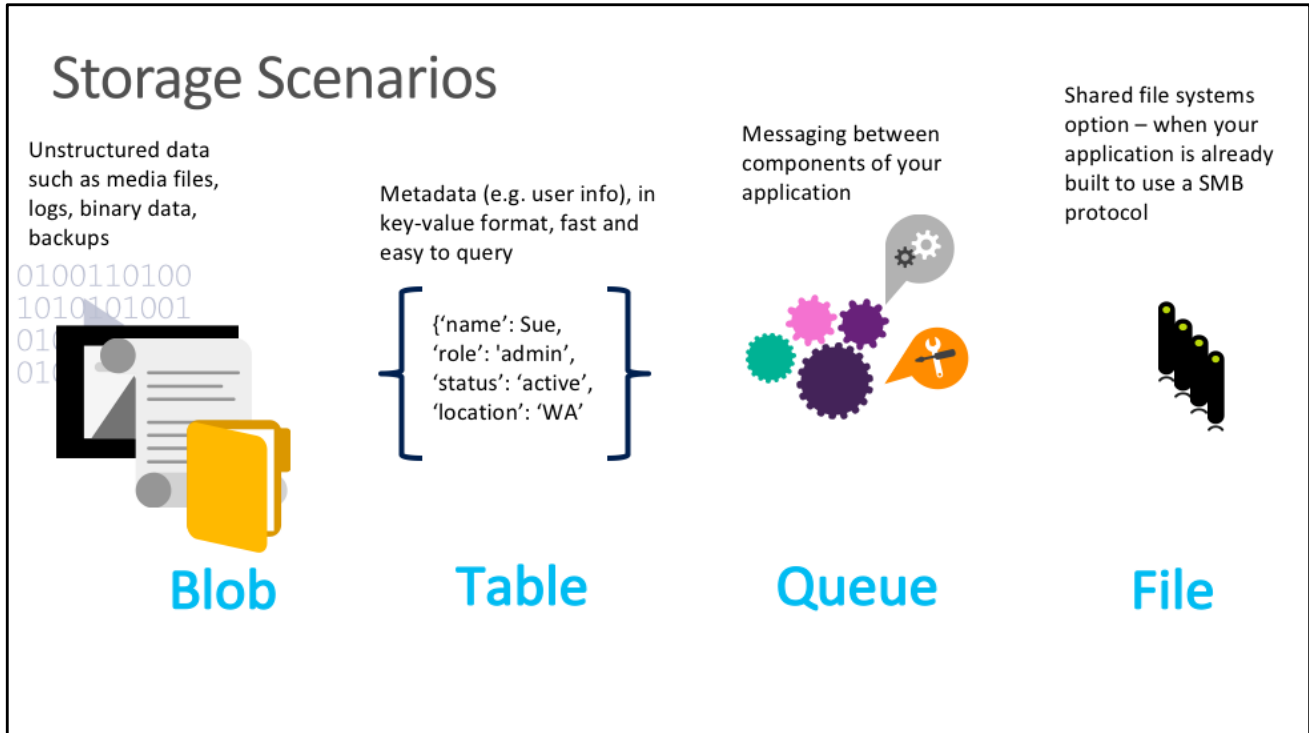 Storage Scenarios
Unstructured data
such as media files,
logs, binary data,
backups
0100110100
1010101001
01
01
Blob
Metadata (e.g. user info), in
key-value format, fast and
easy to query
{‘name’: Sue,
‘role’: 'admin’,
‘status’: ‘active’,
‘location’: ‘WA’
Table
Messaging between
components of your
application
Queue
Shared file systems
option – when your
application is already
built to use a SMB
protocol
File